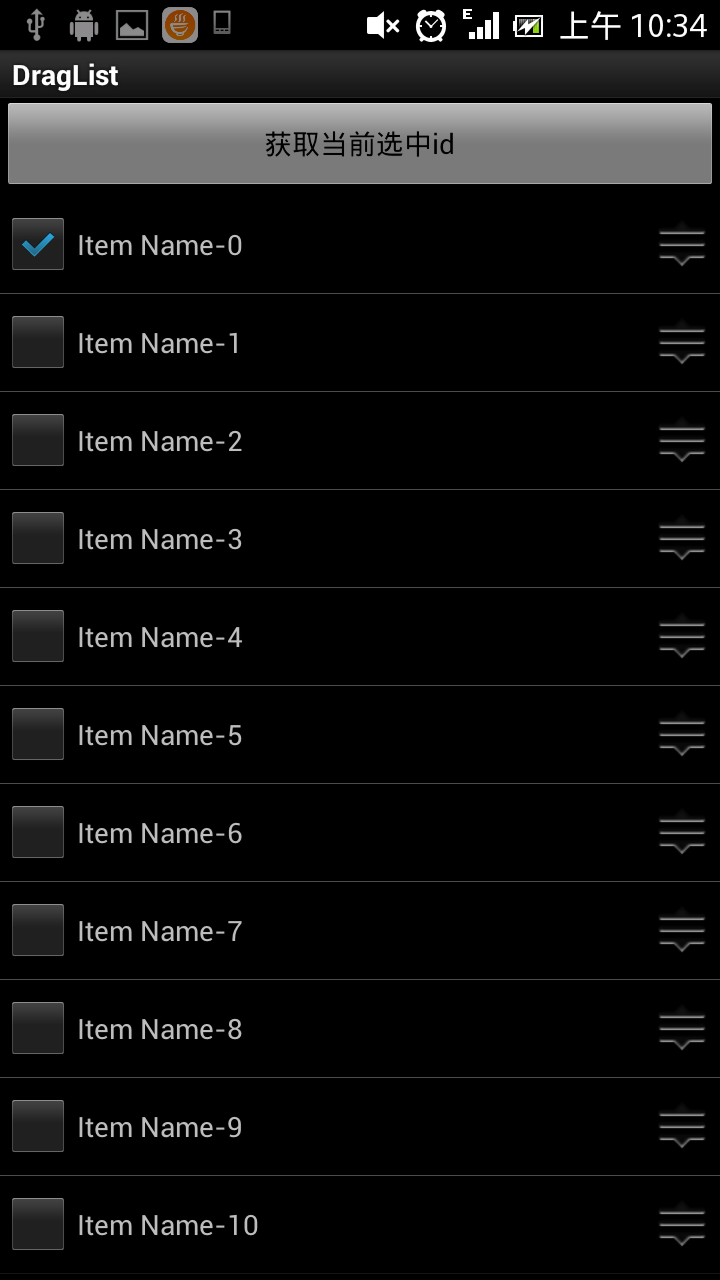 E
上午 10:34
DragList
获取当前选中id
Item Name-0
Item Name-1
Item Name-2
Item Name-3
Item Name-4
Item Name-5
Item Name-6
Item Name-7
Item Name-8
Item Name-9
Item Name-10